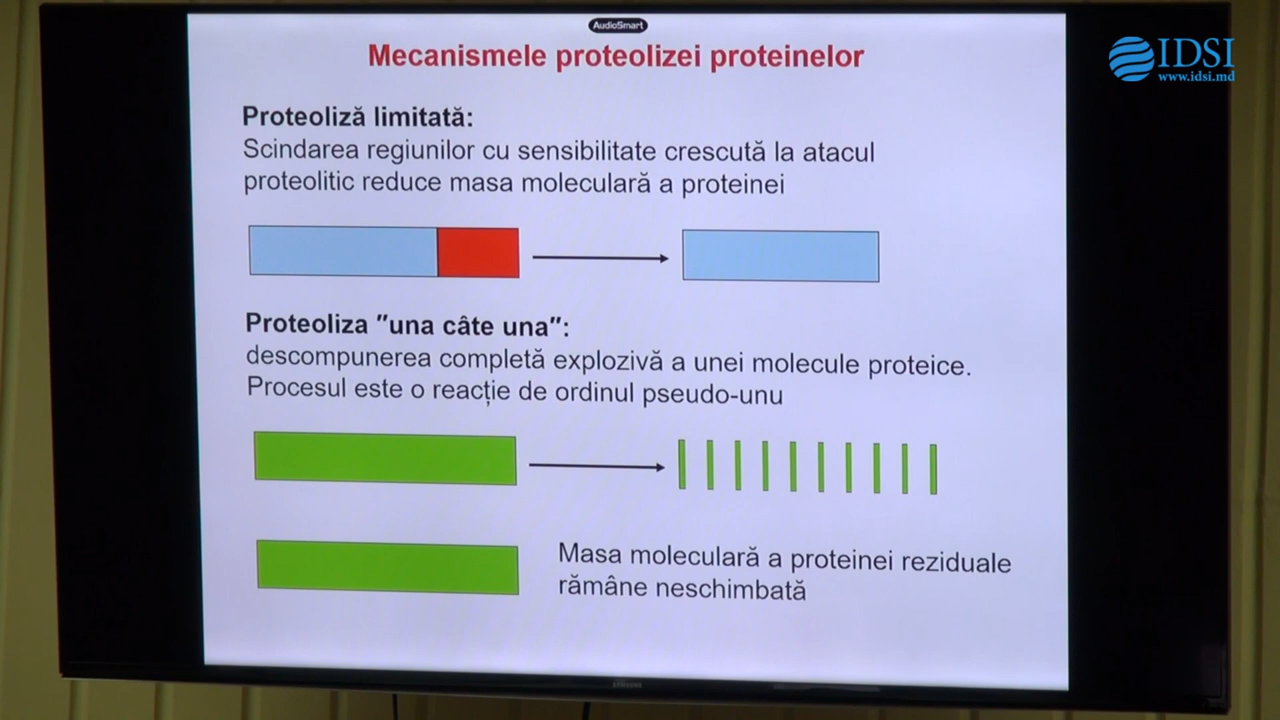 AudioSmart
Mecanismele proteolizei proteinelor
IDSI
www.idsi.md
Proteoliză limitată:
Scindarea regiunilor cu sensibilitate crescută la atacul
proteolitic reduce masa moleculară a proteinei
Proteoliza "una câte una":
descompunerea completă explozivă a unei molecule proteice.
Procesul este o reacție de ordinul pseudo-unu
Masa moleculară a proteinei reziduale
rămâne neschimbată
SAMSUNG